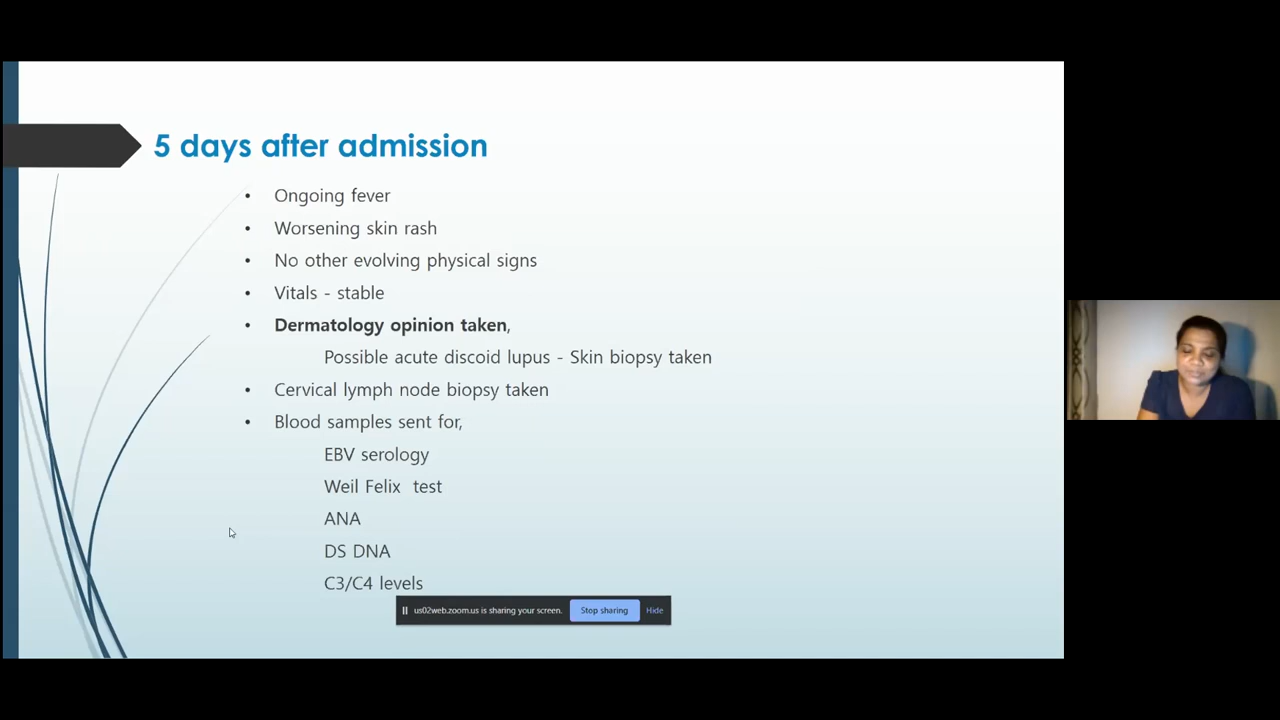 5 days after admission
• Ongoing fever
• Worsening skin rash
• No other evolving physical signs
• Vitals - stable
• Dermatology opinion taken,
Possible acute discoid lupus - Skin biopsy taken
• Cervical lymph node biopsy taken
• Blood samples sent for,
EBV serology
Weil Felix test
ANA
DS DNA
C3/C4 levels
us02web.zoom.us is sharing your screen. Stop sharing Hide